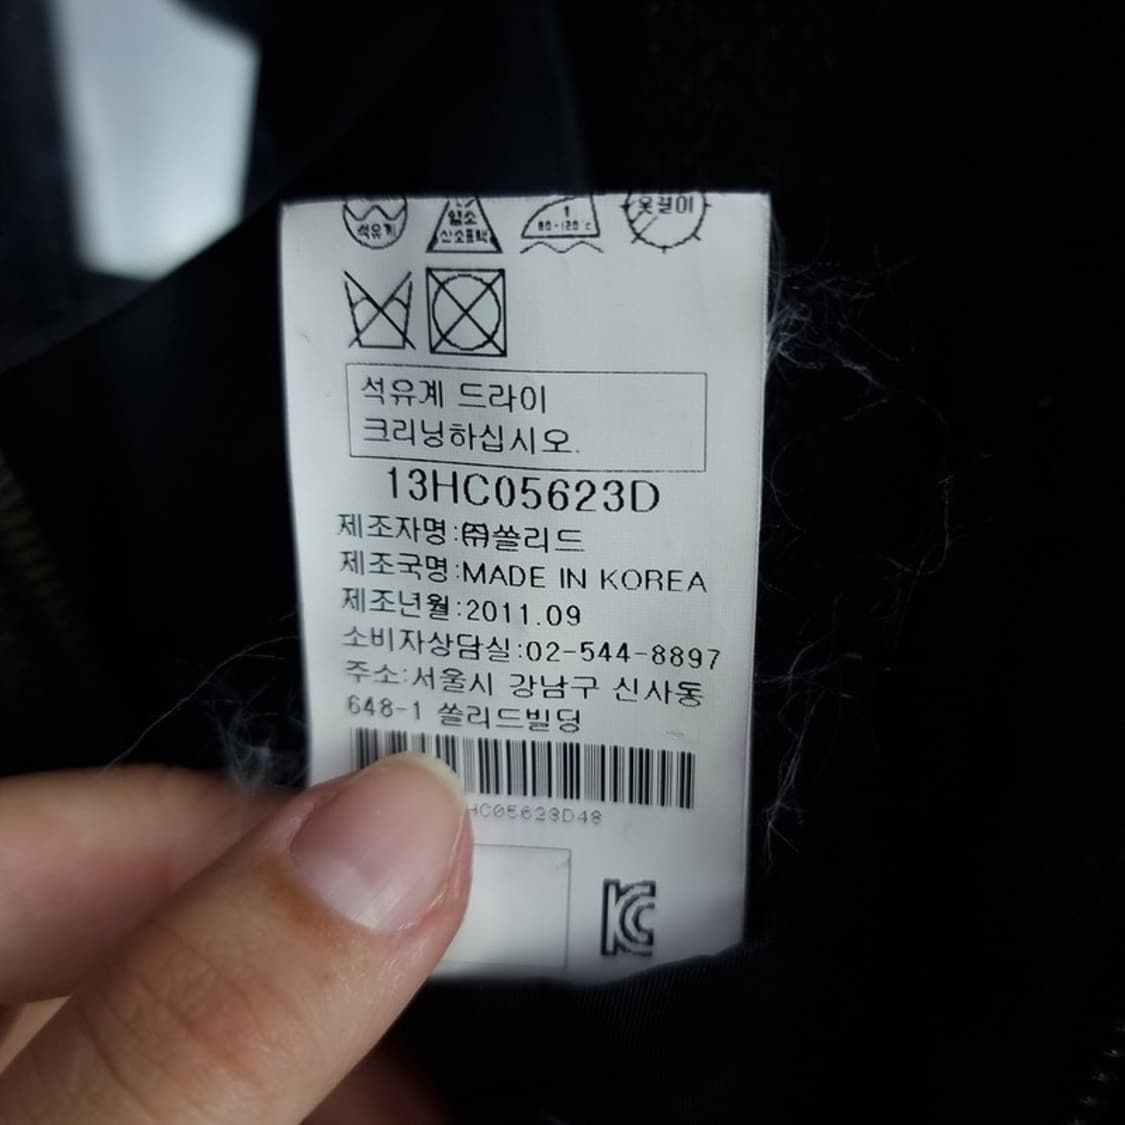 석유계
염소
산소표백
1
80-120℃
옷걸이
석유계 드라이
크리닝하십시오.
13HC05623D
제조자명:㈜쏠리드
제조국명:MADE IN KOREA
제조년월:2011.09
소비자상담실:02-544-8897
주소:서울시 강남구 신사동
648-1 쏠리드빌딩
HC05623D48
KC